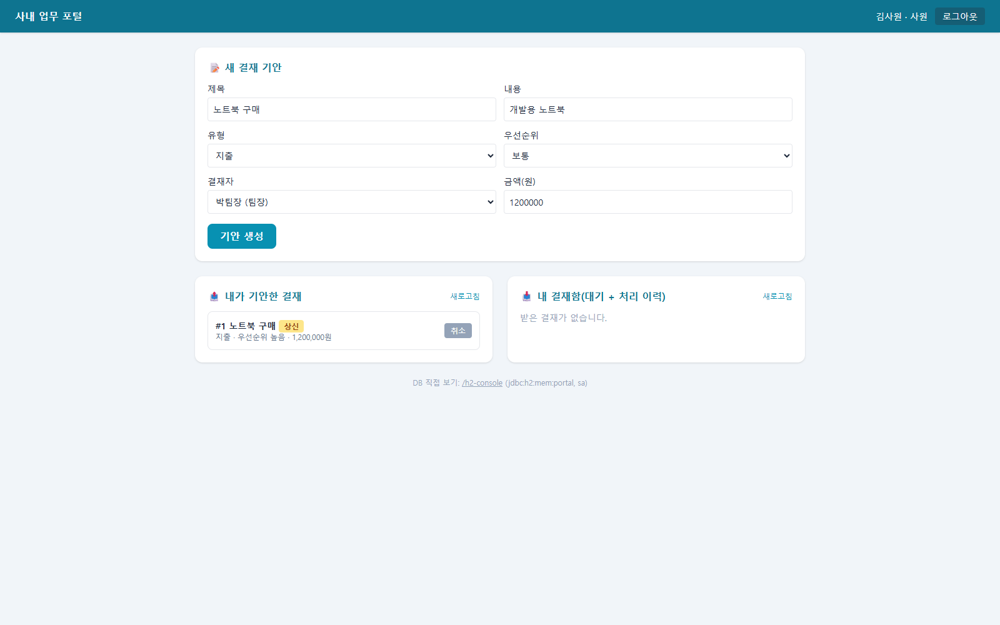 사내 업무 포털
김사원 · 사원
로그아웃
새 결재 기안
제목
내용
노트북 구매
개발용 노트북
유형
우선순위
지출
보통
결재자
금액(원)
박팀장 (팀장)
1200000
기안 생성
내가 기안한 결재
새로고침
#1 노트북 구매 상신
지출 · 우선순위 높음 · 1,200,000원
취소
내 결재함(대기 + 처리 이력)
새로고침
받은 결재가 없습니다.
DB 직접 보기: /h2-console (jdbc:h2:mem:portal, sa)